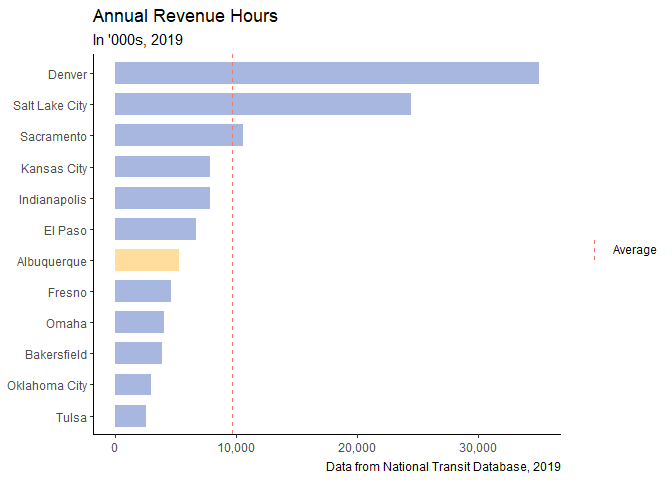 Annual Revenue Hours
In '000s, 2019
Denver
Salt Lake City
Sacramento
Kansas City
Indianapolis
El Paso
Albuquerque
Fresno
Omaha
Bakersfield
Oklahoma City
Tulsa
Average
0 10,000 20,000 30,000
Data from National Transit Database, 2019